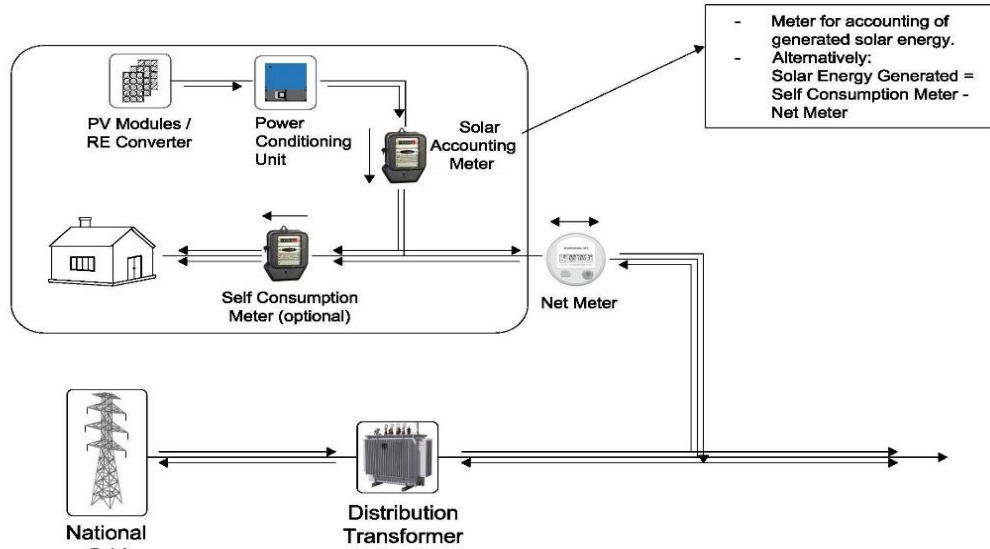 - Meter for accounting of
generated solar energy.
- Alternatively:
Solar Energy Generated =
Self Consumption Meter -
Net Meter
PV Modules /
RE Converter
Power
Conditioning
Unit
Solar
Accounting
Meter
Self Consumption
Meter (optional)
Net Meter
National
Distribution
Transformer